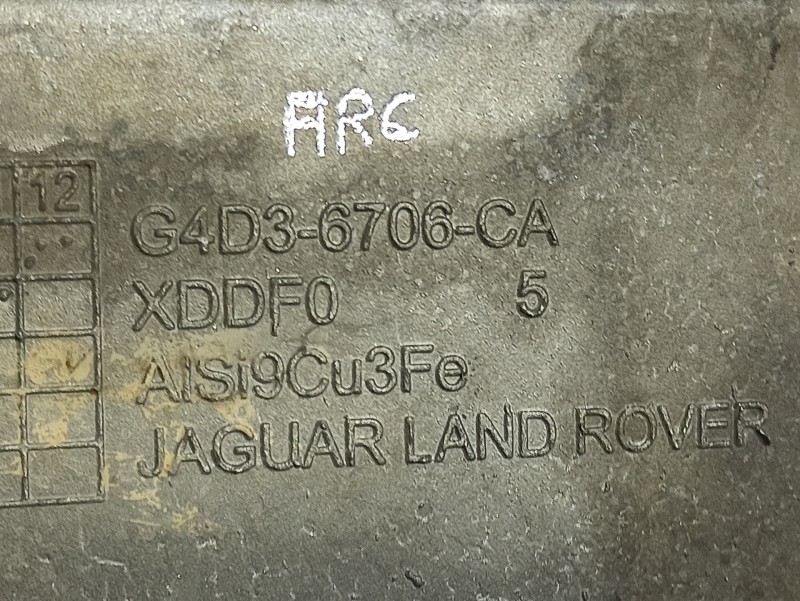 ARC
12
G4D3-6706-CA
XDDF0 5
AlSi9Cu3Fe
JAGUAR LAND ROVER